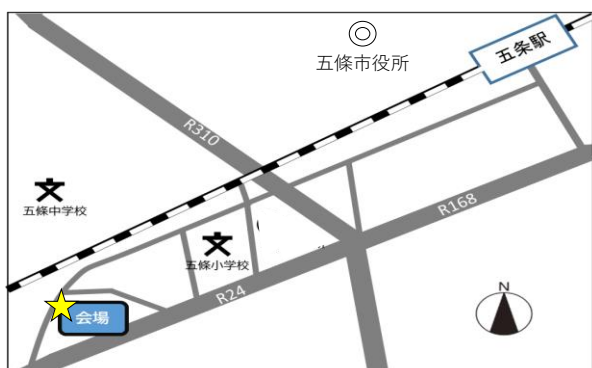 五條市役所
五条駅
R310
五條中学校
R168
五條小学校
R24
会場
N